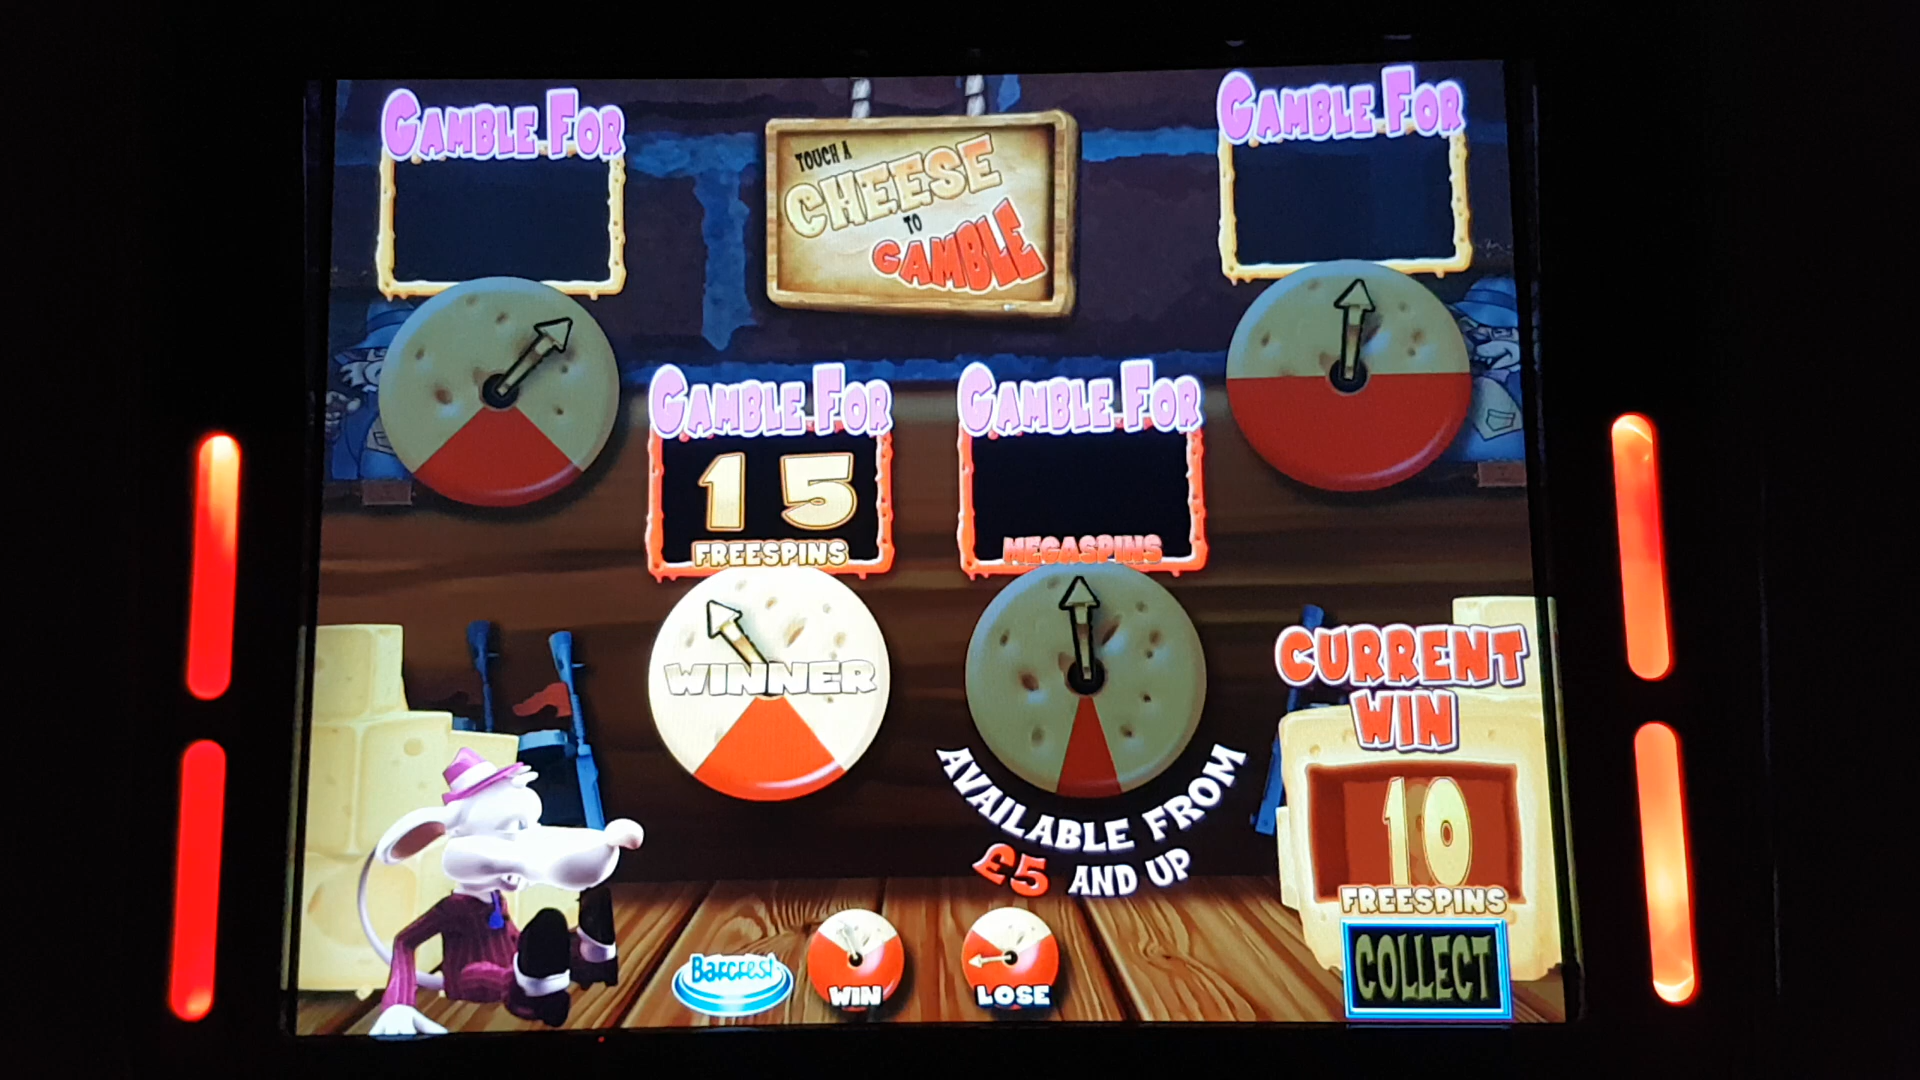 GAMBLE FOR
TOUCH A
CHEESE
TO
GAMBLE
GAMBLE FOR
GAMBLE FOR
15
FREESPINS
WINNER
GAMBLE FOR
MEGASPINS
AVAILABLE FROM
£5 AND UP
CURRENT
WIN
10
FREESPINS
COLLECT
Barcrest
WIN
LOSE